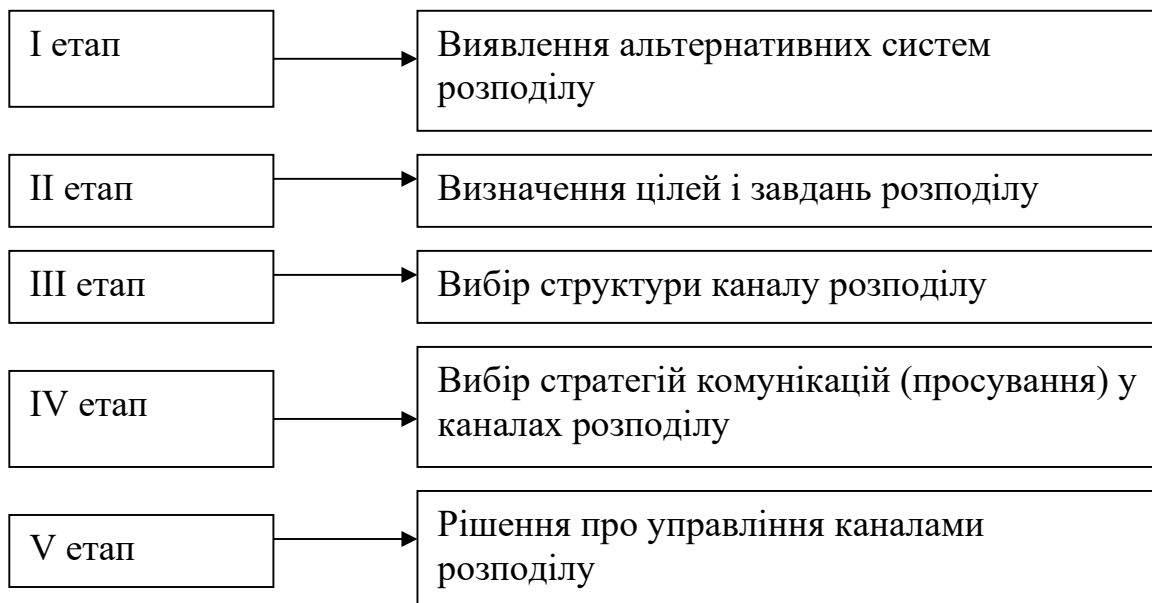 I етап
Виявлення альтернативних систем
розподілу
II етап
Визначення цілей і завдань розподілу
III етап
Вибір структури каналу розподілу
IV етап
Вибір стратегій комунікацій (просування) у
каналах розподілу
V етап
Рішення про управління каналами
розподілу